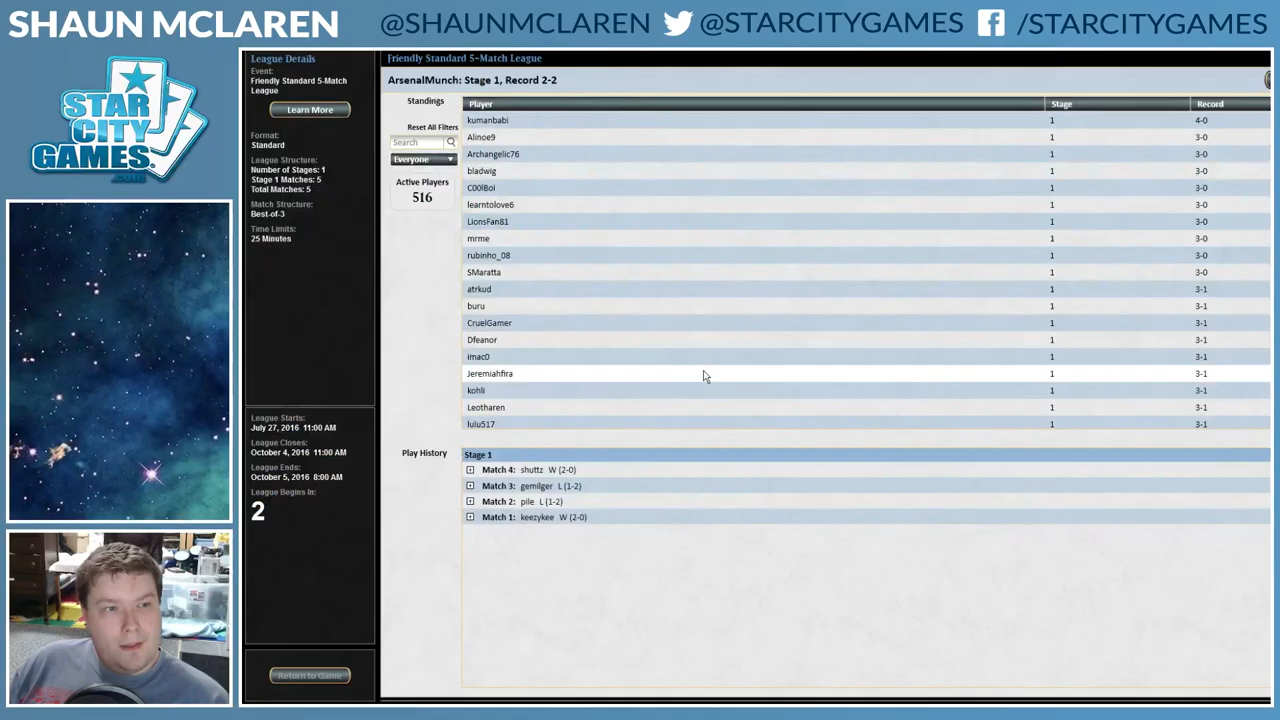 SHAUN MCLAREN
@SHAUNMCLAREN @STARCITYGAMES /STARCITYGAMES
STAR
CITY
GAMES.
.com
League Details
Event:
Friendly Standard 5-Match
League
Learn More
Format:
Standard
League Structure:
Number of Stages: 1
Stage 1 Matches: 5
Total Matches: 5
Match Structure:
Best-of-3
Time Limits:
25 Minutes
League Starts:
July 27, 2016 11:00 AM
League Closes:
October 4, 2016 11:00 AM
League Ends:
October 5, 2016 8:00 AM
League Begins In:
2
Return to Game
Friendly Standard 5-Match League
ArsenalMunch: Stage 1, Record 2-2
Standings
Reset All Filters
Search
Everyone
Active Players
516
Player Stage Record
kumanbabi 1 4-0
Alinoe9 1 3-0
Archangelic76 1 3-0
bladwig 1 3-0
C00lBoi 1 3-0
learntolove6 1 3-0
LionsFan81 1 3-0
mrme 1 3-0
rubinho_08 1 3-0
SMaratta 1 3-0
atrkud 1 3-1
buru 1 3-1
CruelGamer 1 3-1
Dfeanor 1 3-1
imac0 1 3-1
Jeremiahfira 1 3-1
kohli 1 3-1
Leotharen 1 3-1
lulu517 1 3-1
Play History
Stage 1
Match 4: shuttz W (2-0)
Match 3: gemilger L (1-2)
Match 2: pile L (1-2)
Match 1: keezykee W (2-0)